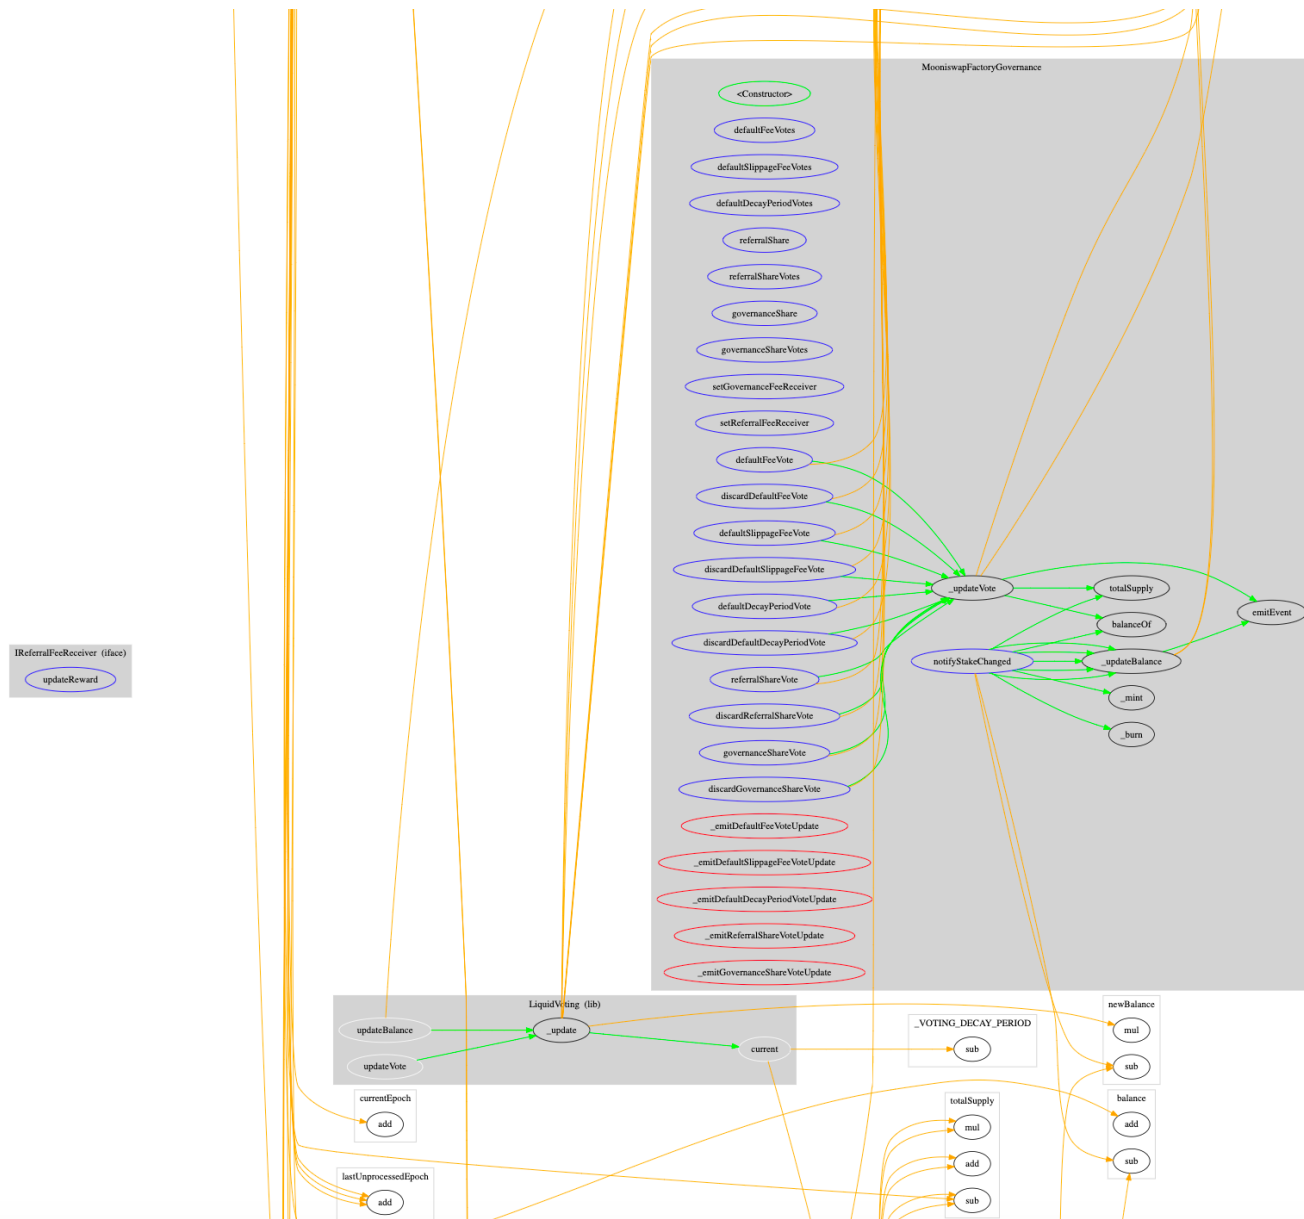 MooniswapFactoryGovernance
<Constructor>
defaultFeeVotes
defaultSlippageFeeVotes
defaultDecayPeriodVotes
referralShare
referralShareVotes
governanceShare
governanceShareVotes
setGovernanceFeeReceiver
setReferralFeeReceiver
defaultFeeVote
discardDefaultFeeVote
defaultSlippageFeeVote
discardDefaultSlippageFeeVote
defaultDecayPeriodVote
discardDefaultDecayPeriodVote
referralShareVote
discardReferralShareVote
governanceShareVote
discardGovernanceShareVote
_emitDefaultFeeVoteUpdate
_emitDefaultSlippageFeeVoteUpdate
_emitDefaultDecayPeriodVoteUpdate
_emitReferralShareVoteUpdate
_emitGovernanceShareVoteUpdate
_updateVote
notifyStakeChanged
totalSupply
balanceOf
_updateBalance
_mint
_burn
emitEvent
IReferralFeeReceiver (iface)
updateReward
LiquidVoting (lib)
updateBalance
updateVote
_update
current
_VOTING_DECAY_PERIOD
sub
newBalance
mul
sub
currentEpoch
add
totalSupply
mul
add
sub
balance
add
sub
lastUnprocessedEpoch
add